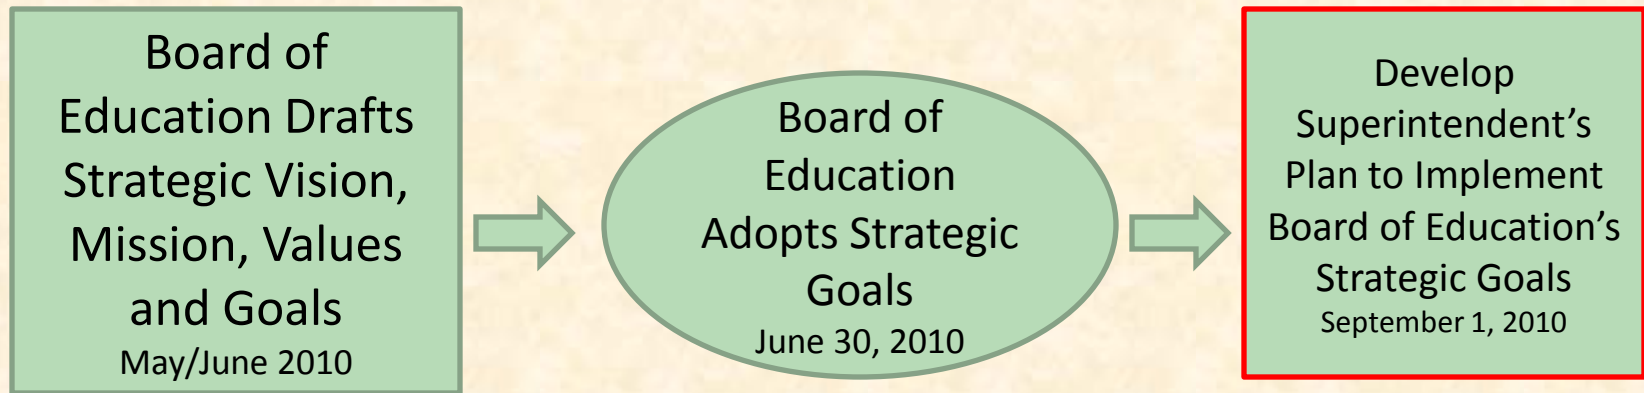 Board of
Education Drafts
Strategic Vision,
Mission, Values
and Goals
May/June 2010
Board of
Education
Adopts Strategic
Goals
June 30, 2010
Develop
Superintendent’s
Plan to Implement
Board of Education’s
Strategic Goals
September 1, 2010